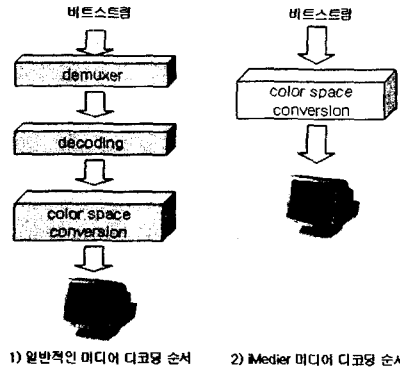 비트스트림
demuxer
decoding
color space
conversion
1) 일반적인 미디어 디코딩 순서
비트스트림
color space
conversion
2) iMedier 미디어 디코딩 순서